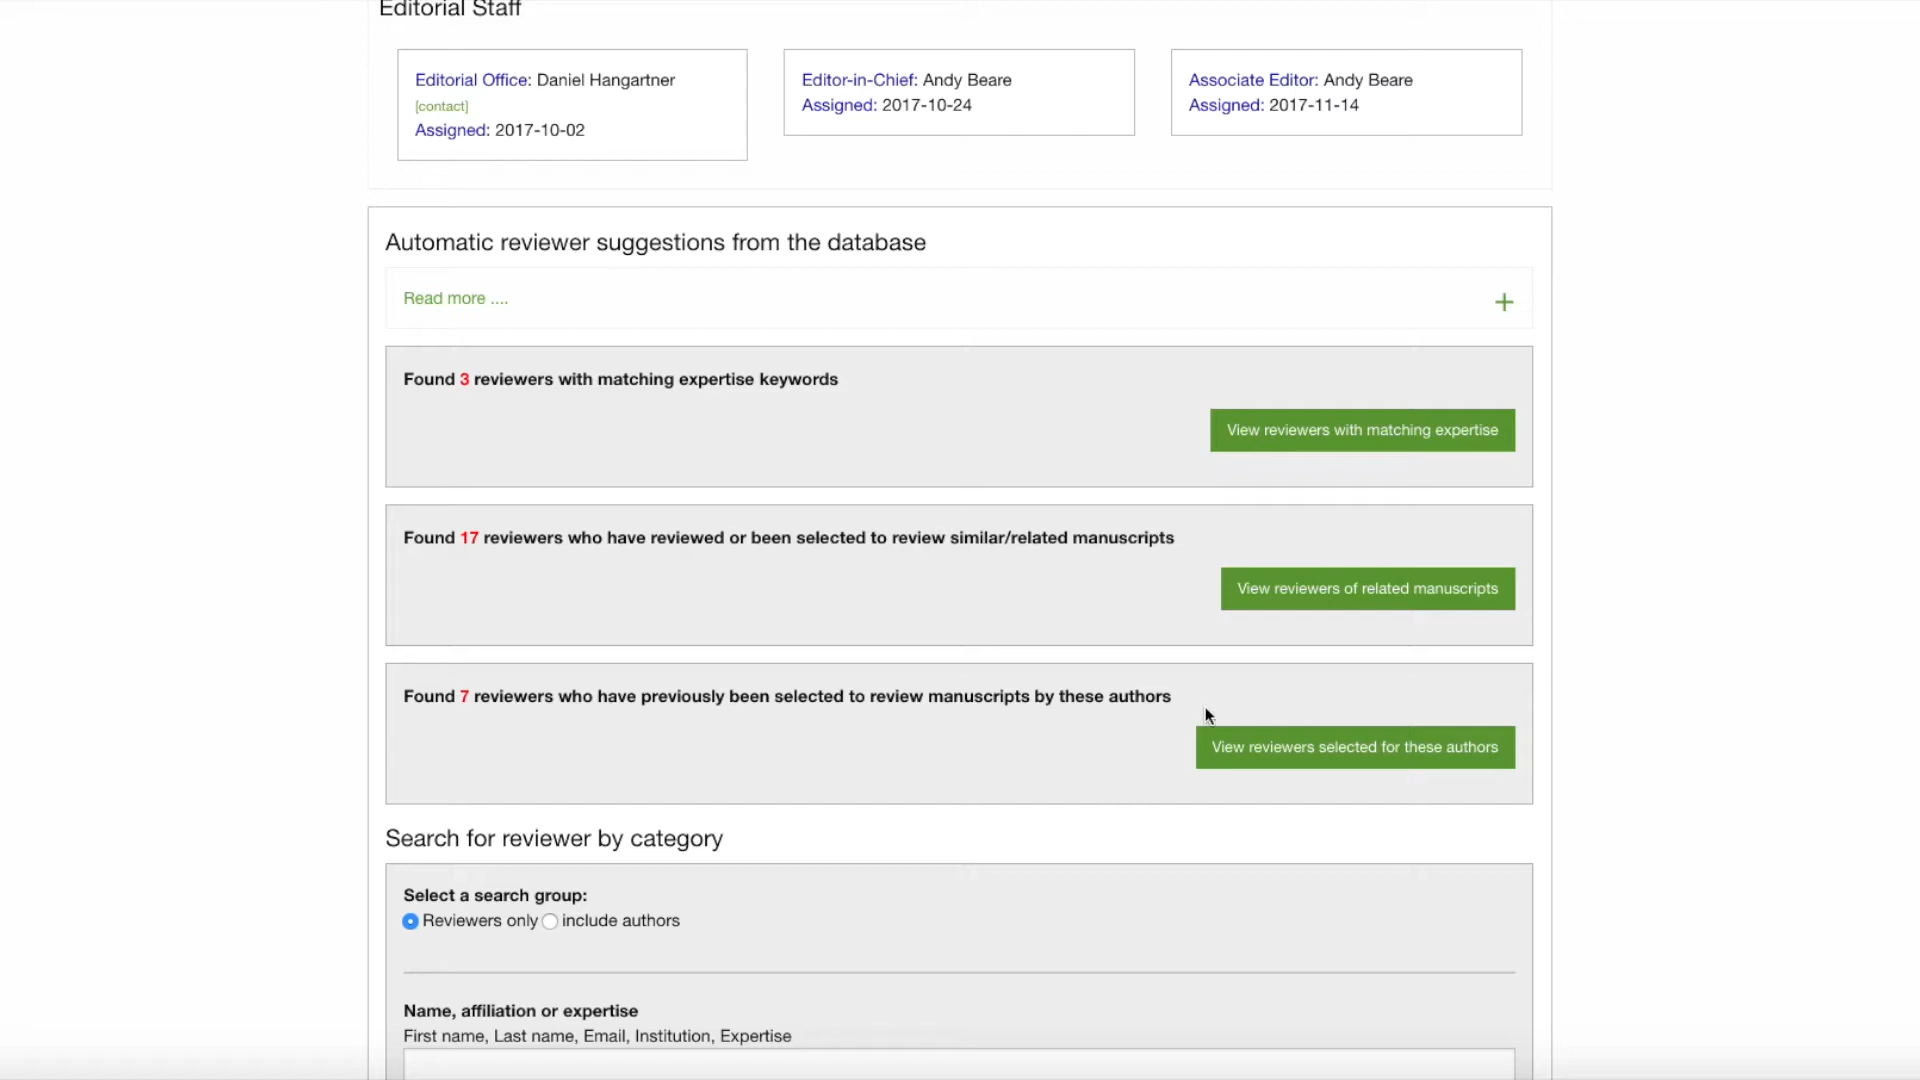 Editorial Staff
Editorial Office: Daniel Hangartner
[contact]
Assigned: 2017-10-02
Editor-in-Chief: Andy Beare
Assigned: 2017-10-24
Associate Editor: Andy Beare
Assigned: 2017-11-14
Automatic reviewer suggestions from the database
Read more ....
+
Found 3 reviewers with matching expertise keywords
View reviewers with matching expertise
Found 17 reviewers who have reviewed or been selected to review similar/related manuscripts
View reviewers of related manuscripts
Found 7 reviewers who have previously been selected to review manuscripts by these authors
View reviewers selected for these authors
Search for reviewer by category
Select a search group:
Reviewers only include authors
Name, affiliation or expertise
First name, Last name, Email, Institution, Expertise